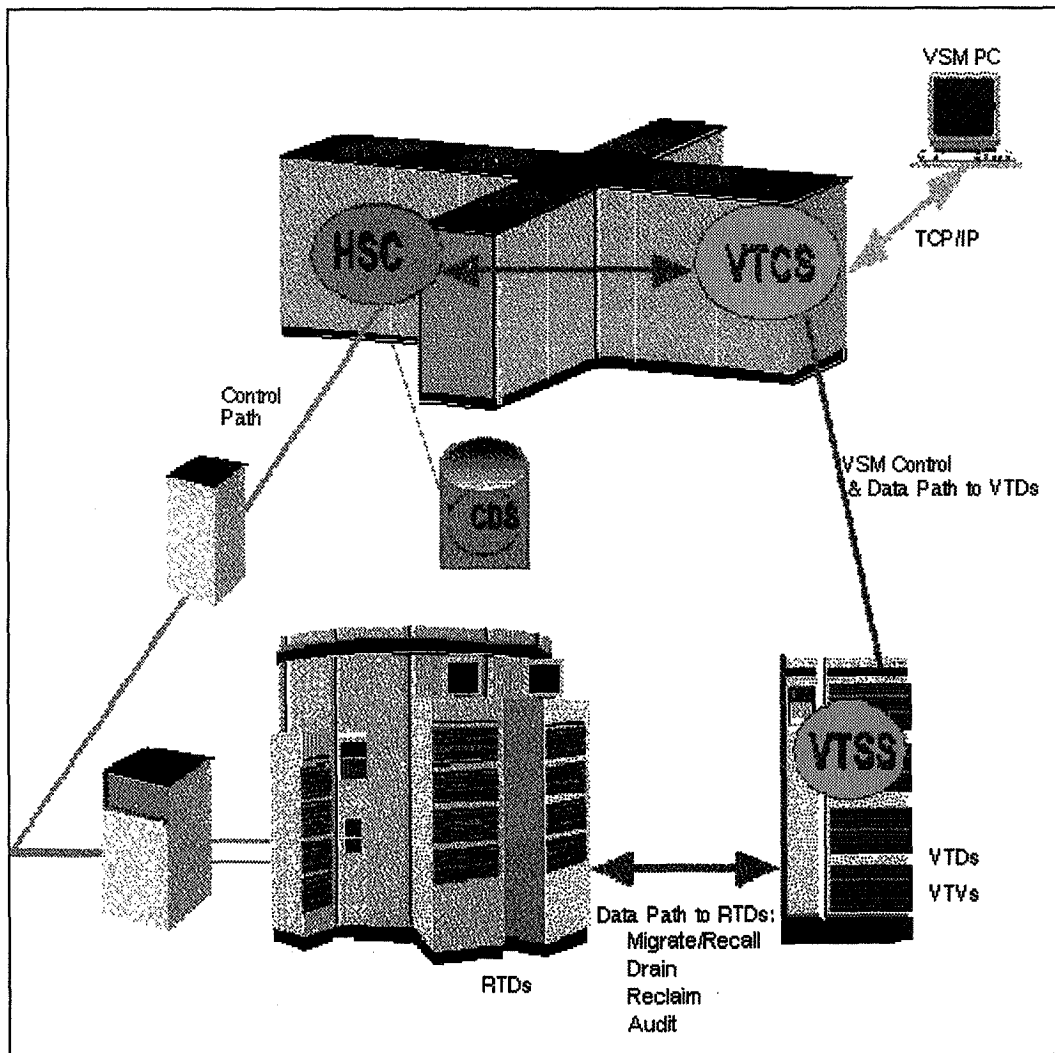 VSM PC
HSC
VTCS
TCP/IP
Control
Path
CDS
VSM Control
& Data Path to VTDs
VTSS
VTDs
VTVs
Data Path to RTDs:
Migrate/Recall
Drain
Reclaim
Audit
RTDs